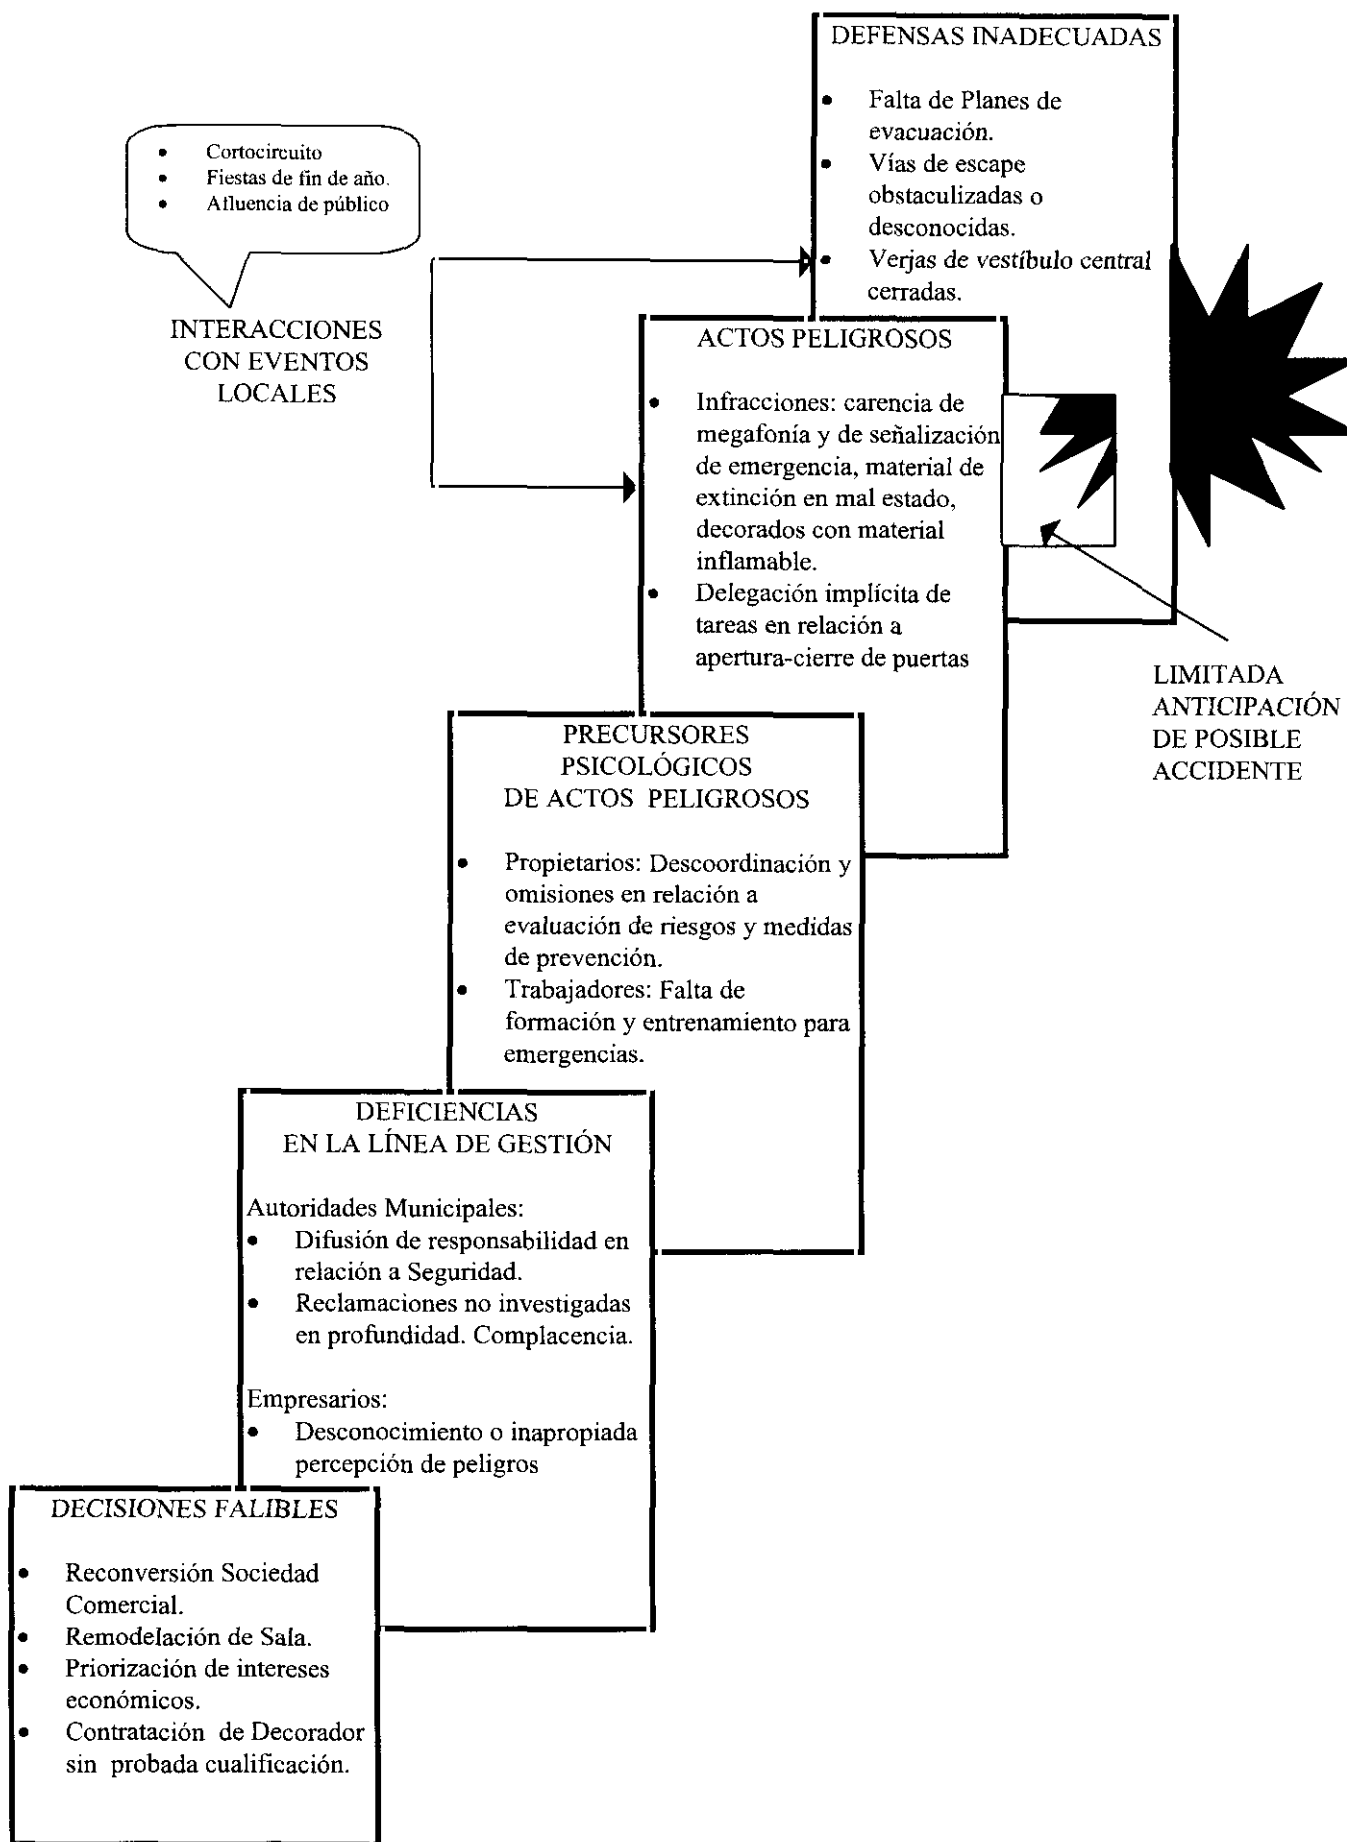 DEFENSAS INADECUADAS
• Falta de Planes de
evacuación.
• Vías de escape
obstaculizadas o
desconocidas.
• Verjas de vestíbulo central
cerradas.
• Cortocircuito
• Fiestas de fin de año.
• Afluencia de público
INTERACCIONES
CON EVENTOS
LOCALES
ACTOS PELIGROSOS
• Infracciones: carencia de
megafonía y de señalización
de emergencia, material de
extinción en mal estado,
decorados con material
inflamable.
• Delegación implícita de
tareas en relación a
apertura-cierre de puertas
LIMITADA
ANTICIPACIÓN
DE POSIBLE
ACCIDENTE
PRECURSORES
PSICOLÓGICOS
DE ACTOS PELIGROSOS
• Propietarios: Descoordinación y
omisiones en relación a
evaluación de riesgos y medidas
de prevención.
• Trabajadores: Falta de
formación y entrenamiento para
emergencias.
DEFICIENCIAS
EN LA LÍNEA DE GESTIÓN
Autoridades Municipales:
• Difusión de responsabilidad en
relación a Seguridad.
• Reclamaciones no investigadas
en profundidad. Complacencia.
Empresarios:
• Desconocimiento o inapropiada
percepción de peligros
DECISIONES FALIBLES
• Reconversión Sociedad
Comercial.
• Remodelación de Sala.
• Priorización de intereses
económicos.
• Contratación de Decorador
sin probada cualificación.